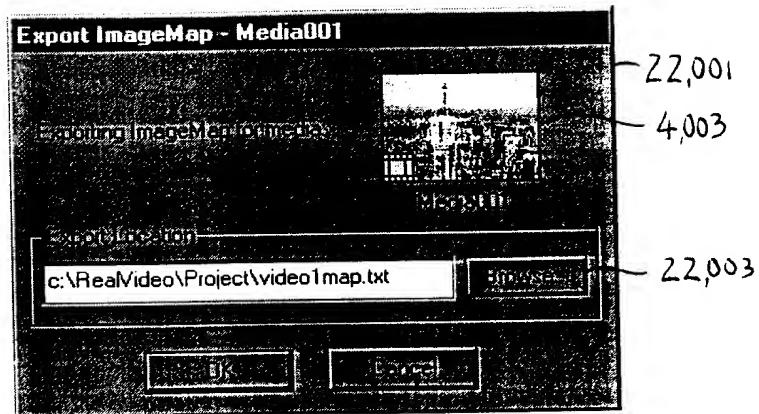 Export ImageMap - Media001
22,001
Exporting ImageMap for media:
4,003
Media001
Export Location
c:\RealVideo\Project\video1map.txt
Browse...
22,003
OK
Cancel